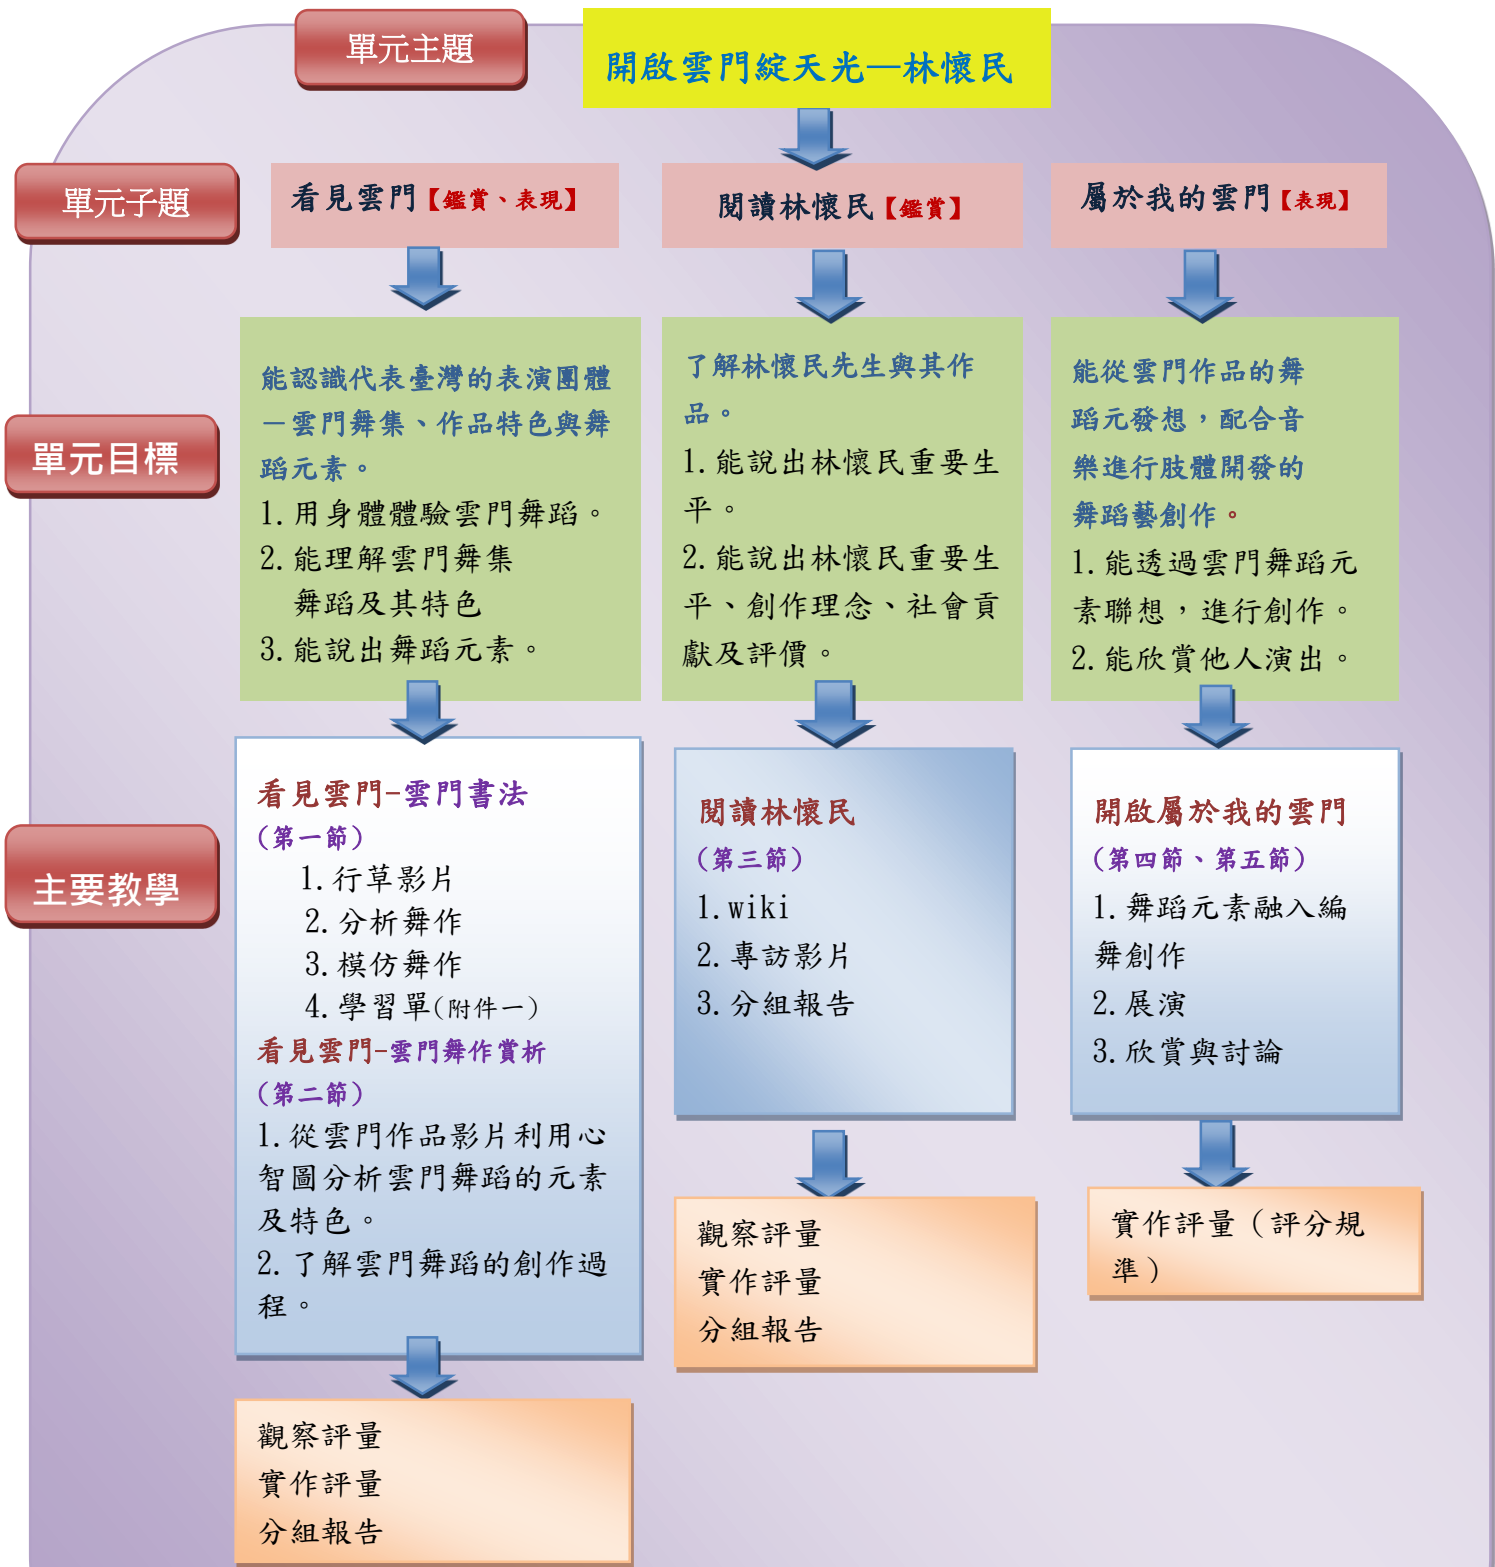 單元主題
開啟雲門綻天光—林懷民
單元子題
看見雲門【鑑賞、表現】
閱讀林懷民【鑑賞】
屬於我的雲門【表現】
單元目標
能認識代表臺灣的表演團體
－雲門舞集、作品特色與舞
蹈元素。
1.用身體體驗雲門舞蹈。
2.能理解雲門舞集
舞蹈及其特色
3.能說出舞蹈元素。
了解林懷民先生與其作
品。
1.能說出林懷民重要生
平。
2.能說出林懷民重要生
平、創作理念、社會貢
獻及評價。
能從雲門作品的舞
蹈元發想，配合音
樂進行肢體開發的
舞蹈藝創作。
1.能透過雲門舞蹈元
素聯想，進行創作。
2.能欣賞他人演出。
主要教學
看見雲門-雲門書法
(第一節)
1.行草影片
2.分析舞作
3.模仿舞作
4.學習單(附件一)
看見雲門-雲門舞作賞析
(第二節)
1.從雲門作品影片利用心
智圖分析雲門舞蹈的元素
及特色。
2.了解雲門舞蹈的創作過
程。
閱讀林懷民
(第三節)
1.wiki
2.專訪影片
3.分組報告
開啟屬於我的雲門
(第四節、第五節)
1.舞蹈元素融入編
舞創作
2.展演
3.欣賞與討論
觀察評量
實作評量
分組報告
觀察評量
實作評量
分組報告
實作評量（評分規
準）